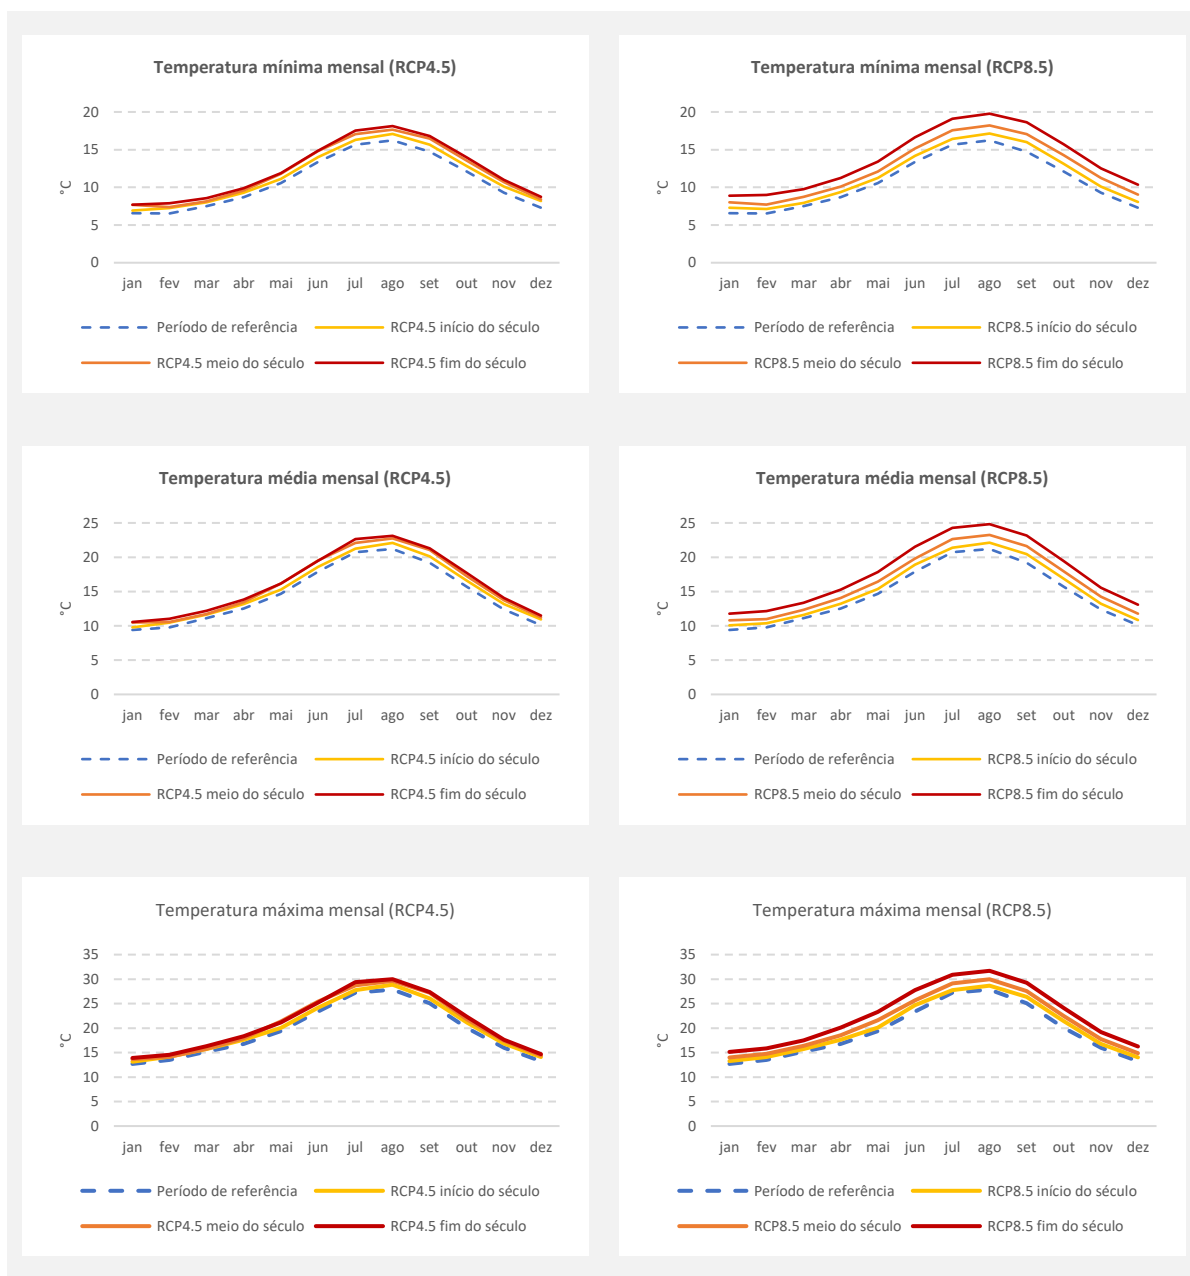 Temperatura mínima mensal (RCP4.5)
20
15
10
5
0
°C
jan fev mar abr mai jun jul ago set out nov dez
Período de referência RCP4.5 início do século
RCP4.5 meio do século RCP4.5 fim do século
Temperatura mínima mensal (RCP8.5)
20
15
10
5
0
°C
jan fev mar abr mai jun jul ago set out nov dez
Período de referência RCP8.5 início do século
RCP8.5 meio do século RCP8.5 fim do século
Temperatura média mensal (RCP4.5)
25
20
15
10
5
0
°C
jan fev mar abr mai jun jul ago set out nov dez
Período de referência RCP4.5 início do século
RCP4.5 meio do século RCP4.5 fim do século
Temperatura média mensal (RCP8.5)
25
20
15
10
5
0
°C
jan fev mar abr mai jun jul ago set out nov dez
Período de referência RCP8.5 início do século
RCP8.5 meio do século RCP8.5 fim do século
Temperatura máxima mensal (RCP4.5)
35
30
25
20
15
10
5
0
°C
jan fev mar abr mai jun jul ago set out nov dez
Período de referência RCP4.5 início do século
RCP4.5 meio do século RCP4.5 fim do século
Temperatura máxima mensal (RCP8.5)
35
30
25
20
15
10
5
0
°C
jan fev mar abr mai jun jul ago set out nov dez
Período de referência RCP8.5 início do século
RCP8.5 meio do século RCP8.5 fim do século